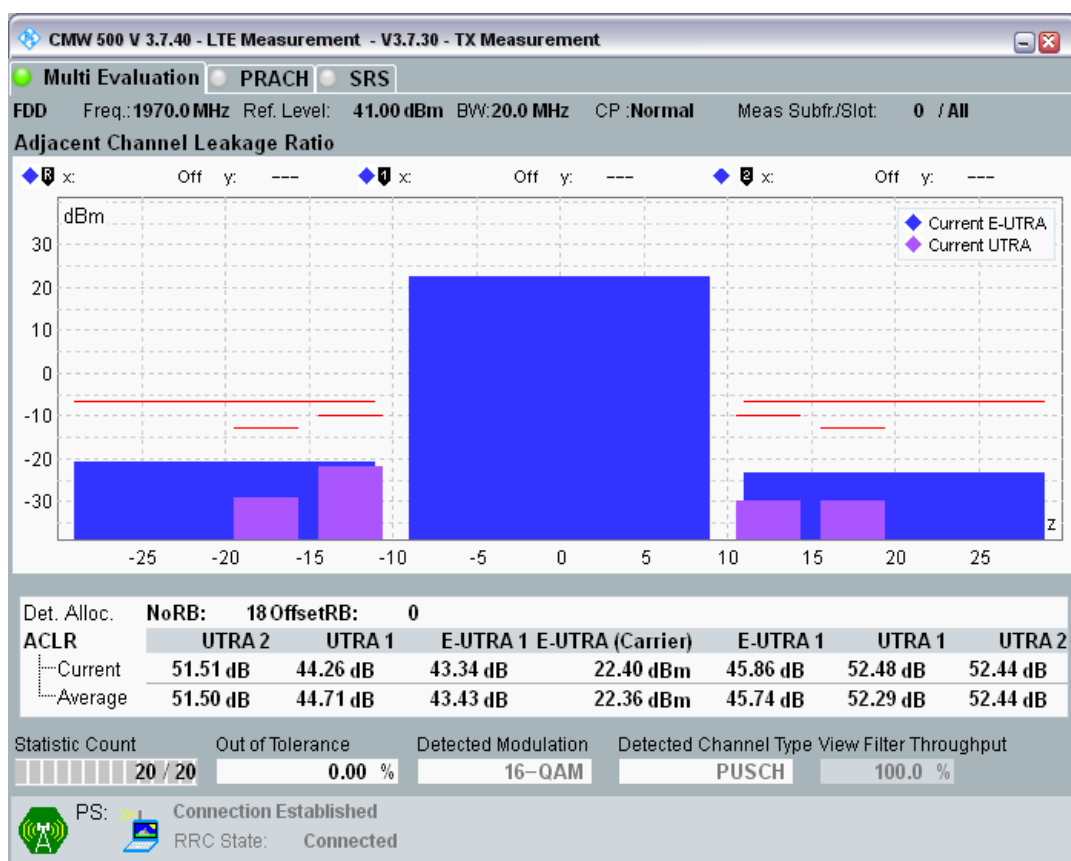 CMW 500 V 3.7.40 - LTE Measurement - V3.7.30 - TX Measurement
Multi Evaluation PRACH SRS
FDD Freq.: 1970.0 MHz Ref. Level: 41.00 dBm BW: 20.0 MHz CP : Normal Meas Subfr./Slot: 0 / All
Adjacent Channel Leakage Ratio
R x: Off y: --- 1 x: Off y: --- 2 x: Off y: ---
dBm
Current E-UTRA
Current UTRA
30
20
10
0
-10
-20
-30
z
-25 -20 -15 -10 -5 0 5 10 15 20 25
Det. Alloc. NoRB: 18 OffsetRB: 0
ACLR UTRA 2 UTRA 1 E-UTRA 1 E-UTRA (Carrier) E-UTRA 1 UTRA 1 UTRA 2
Current 51.51 dB 44.26 dB 43.34 dB 22.40 dBm 45.86 dB 52.48 dB 52.44 dB
Average 51.50 dB 44.71 dB 43.43 dB 22.36 dBm 45.74 dB 52.29 dB 52.44 dB
Statistic Count Out of Tolerance Detected Modulation Detected Channel Type View Filter Throughput
20 / 20 0.00 % 16-QAM PUSCH 100.0 %
PS: Connection Established
RRC State: Connected